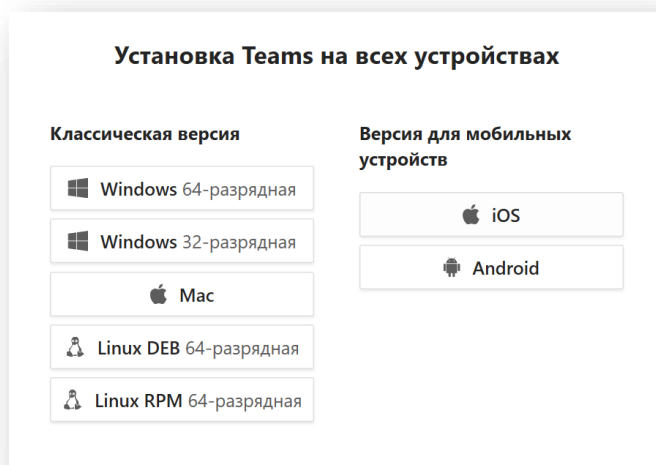 Установка Teams на всех устройствах
Классическая версия
Windows 64-разрядная
Windows 32-разрядная
Mac
Linux DEB 64-разрядная
Linux RPM 64-разрядная
Версия для мобильных
устройств
iOS
Android